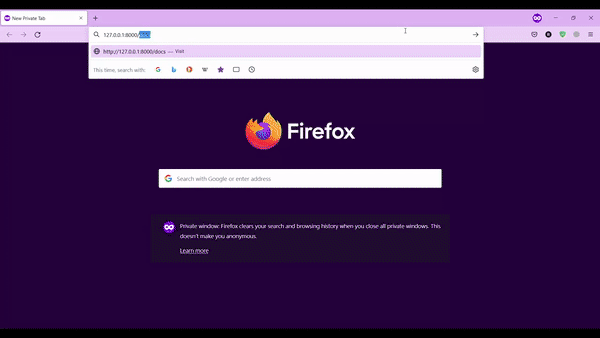 New Private Tab
127.0.0.1:8000/docs
http://127.0.0.1:8000/docs — Visit
This time, search with:
Firefox
Search with Google or enter address
Private window: Firefox clears your search and browsing history when you close all private windows. This
doesn't make you anonymous.
Learn more